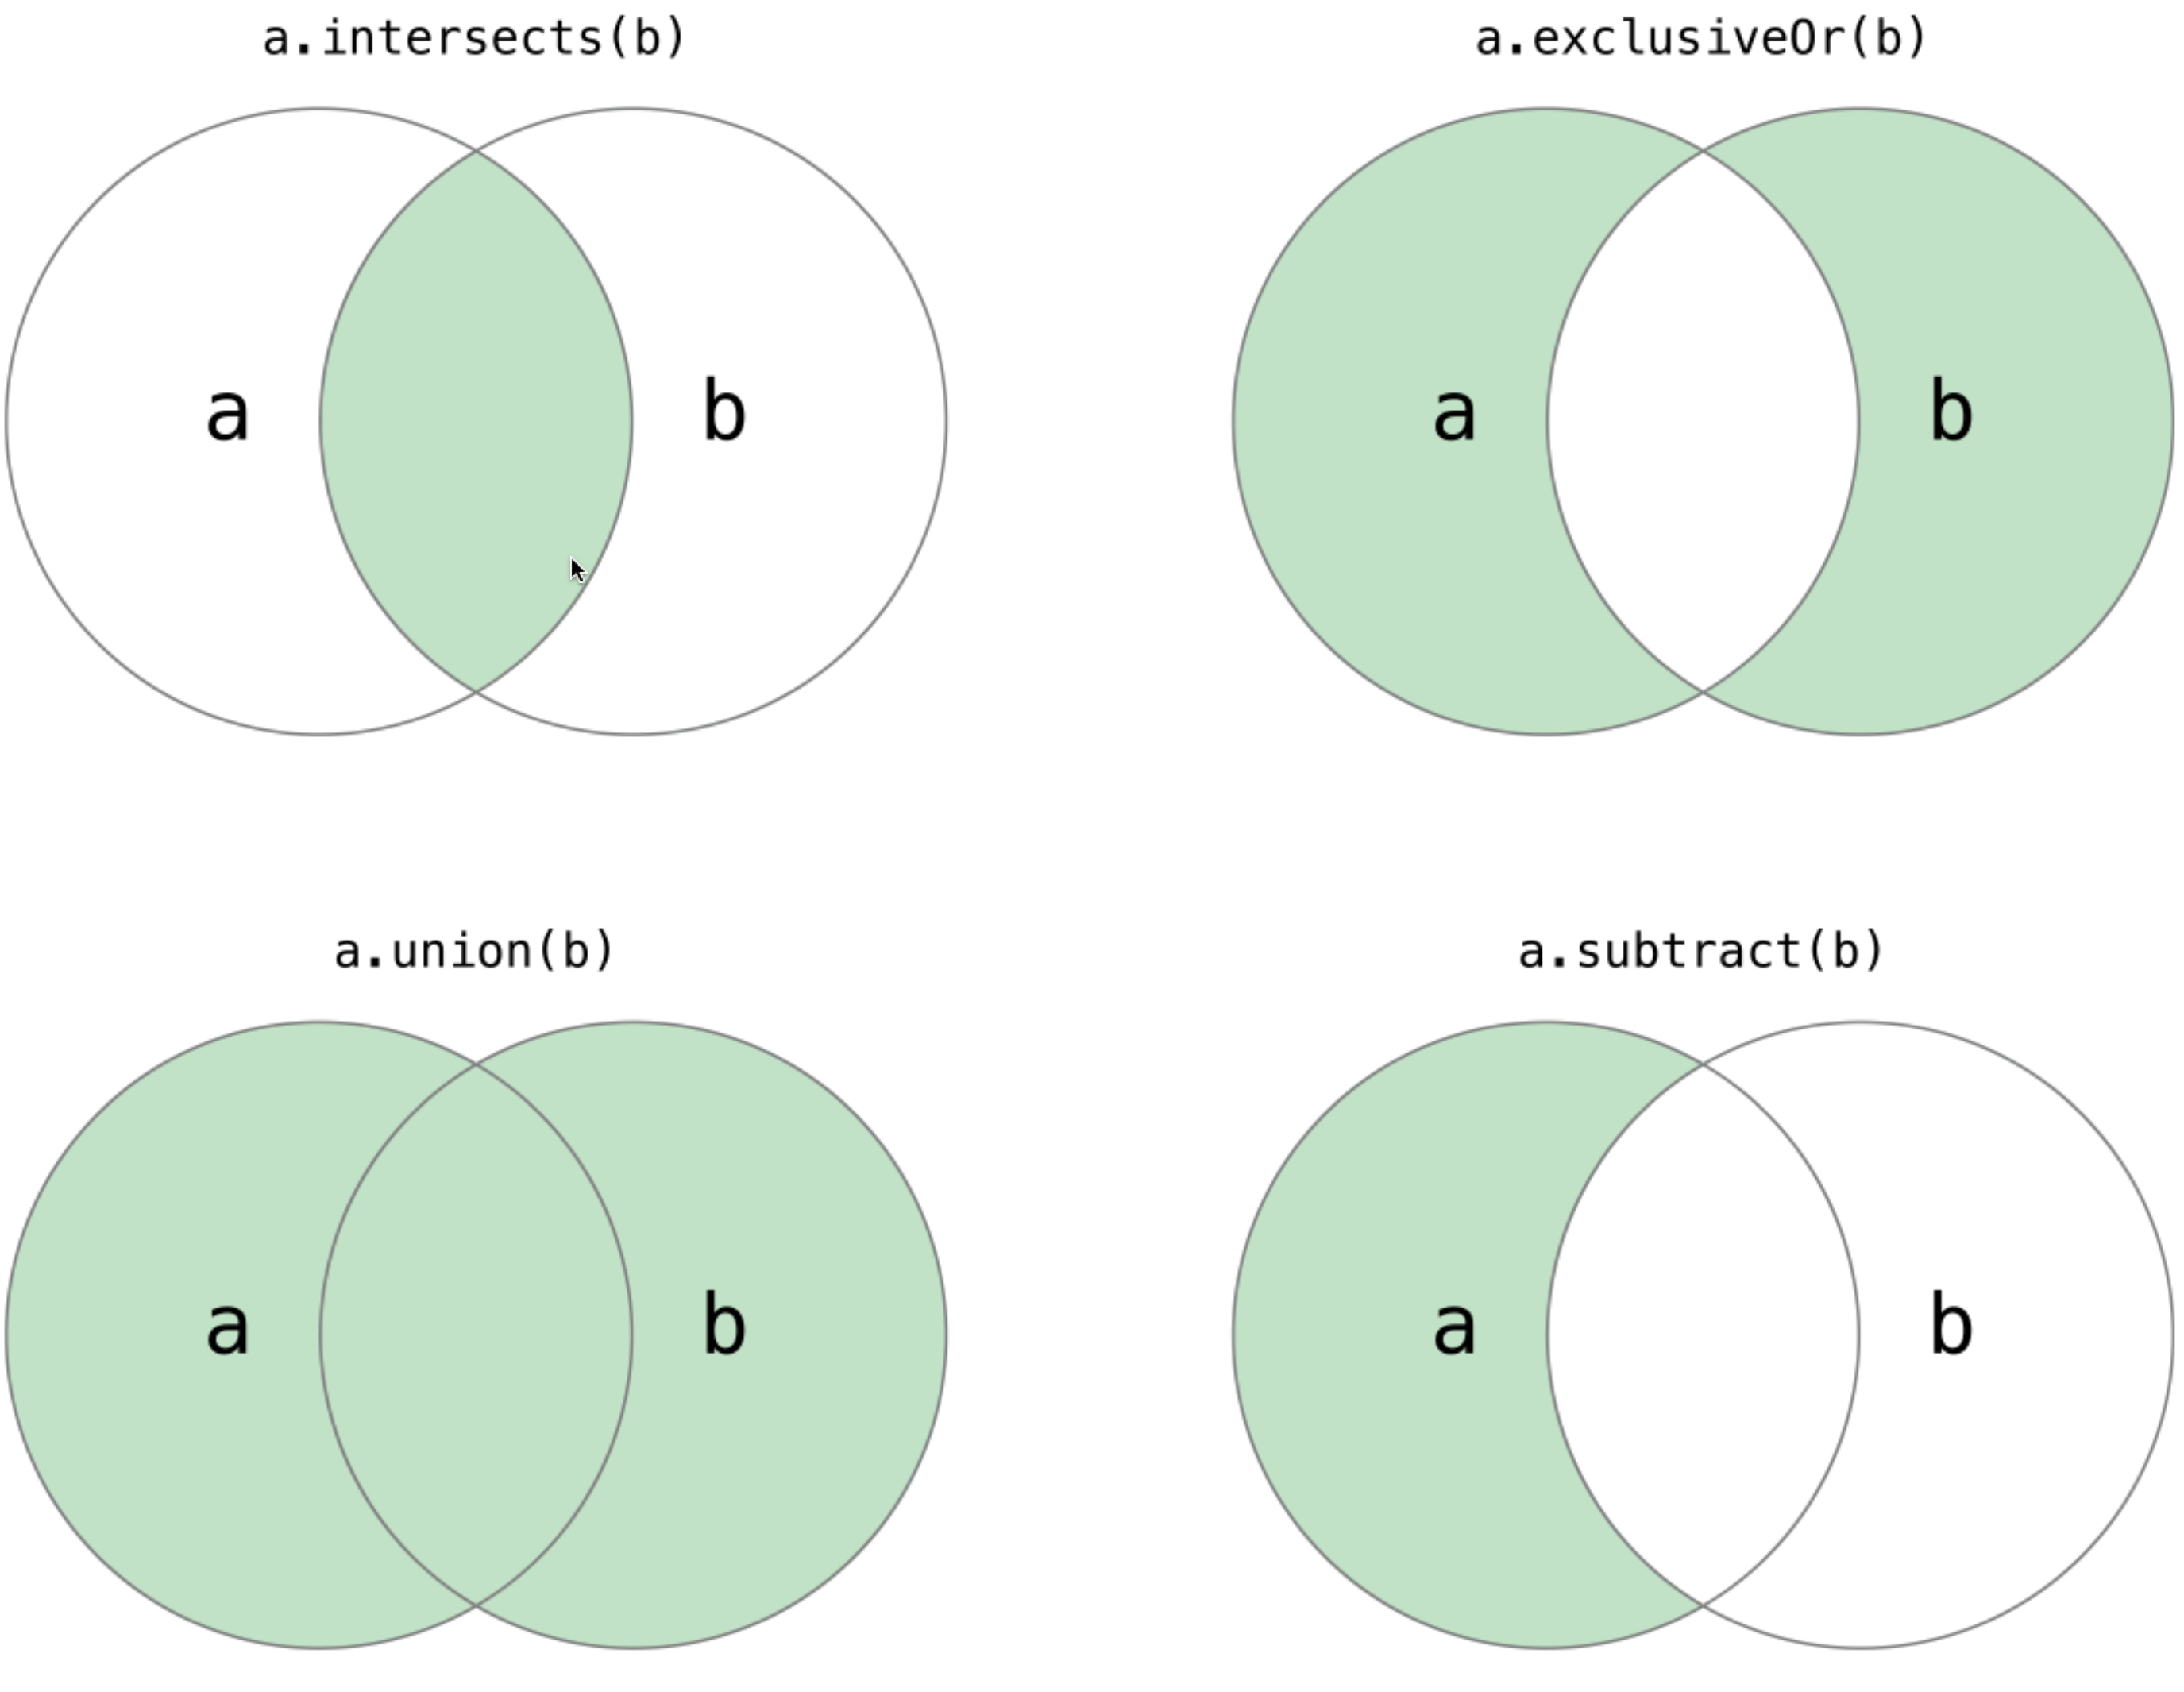 a.intersects(b)
a b
a.exclusiveOr(b)
a b
a.union(b)
a b
a.subtract(b)
a b